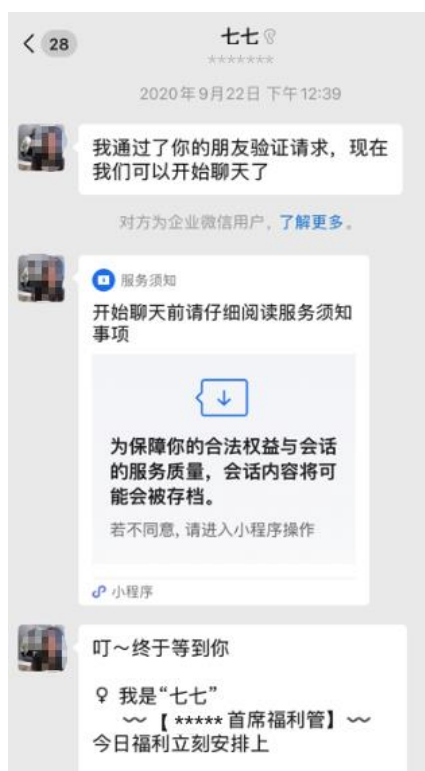 28
七七
*******
2020年9月22日 下午12:39
我通过了你的朋友验证请求，现在
我们可以开始聊天了
对方为企业微信用户，了解更多。
服务须知
开始聊天前请仔细阅读服务须知
事项
为保障你的合法权益与会话
的服务质量，会话内容将可
能会被存档。
若不同意，请进入小程序操作
小程序
叮～终于等到你
♀ 我是“七七”
～【 ***** 首席福利管】～
今日福利立刻安排上